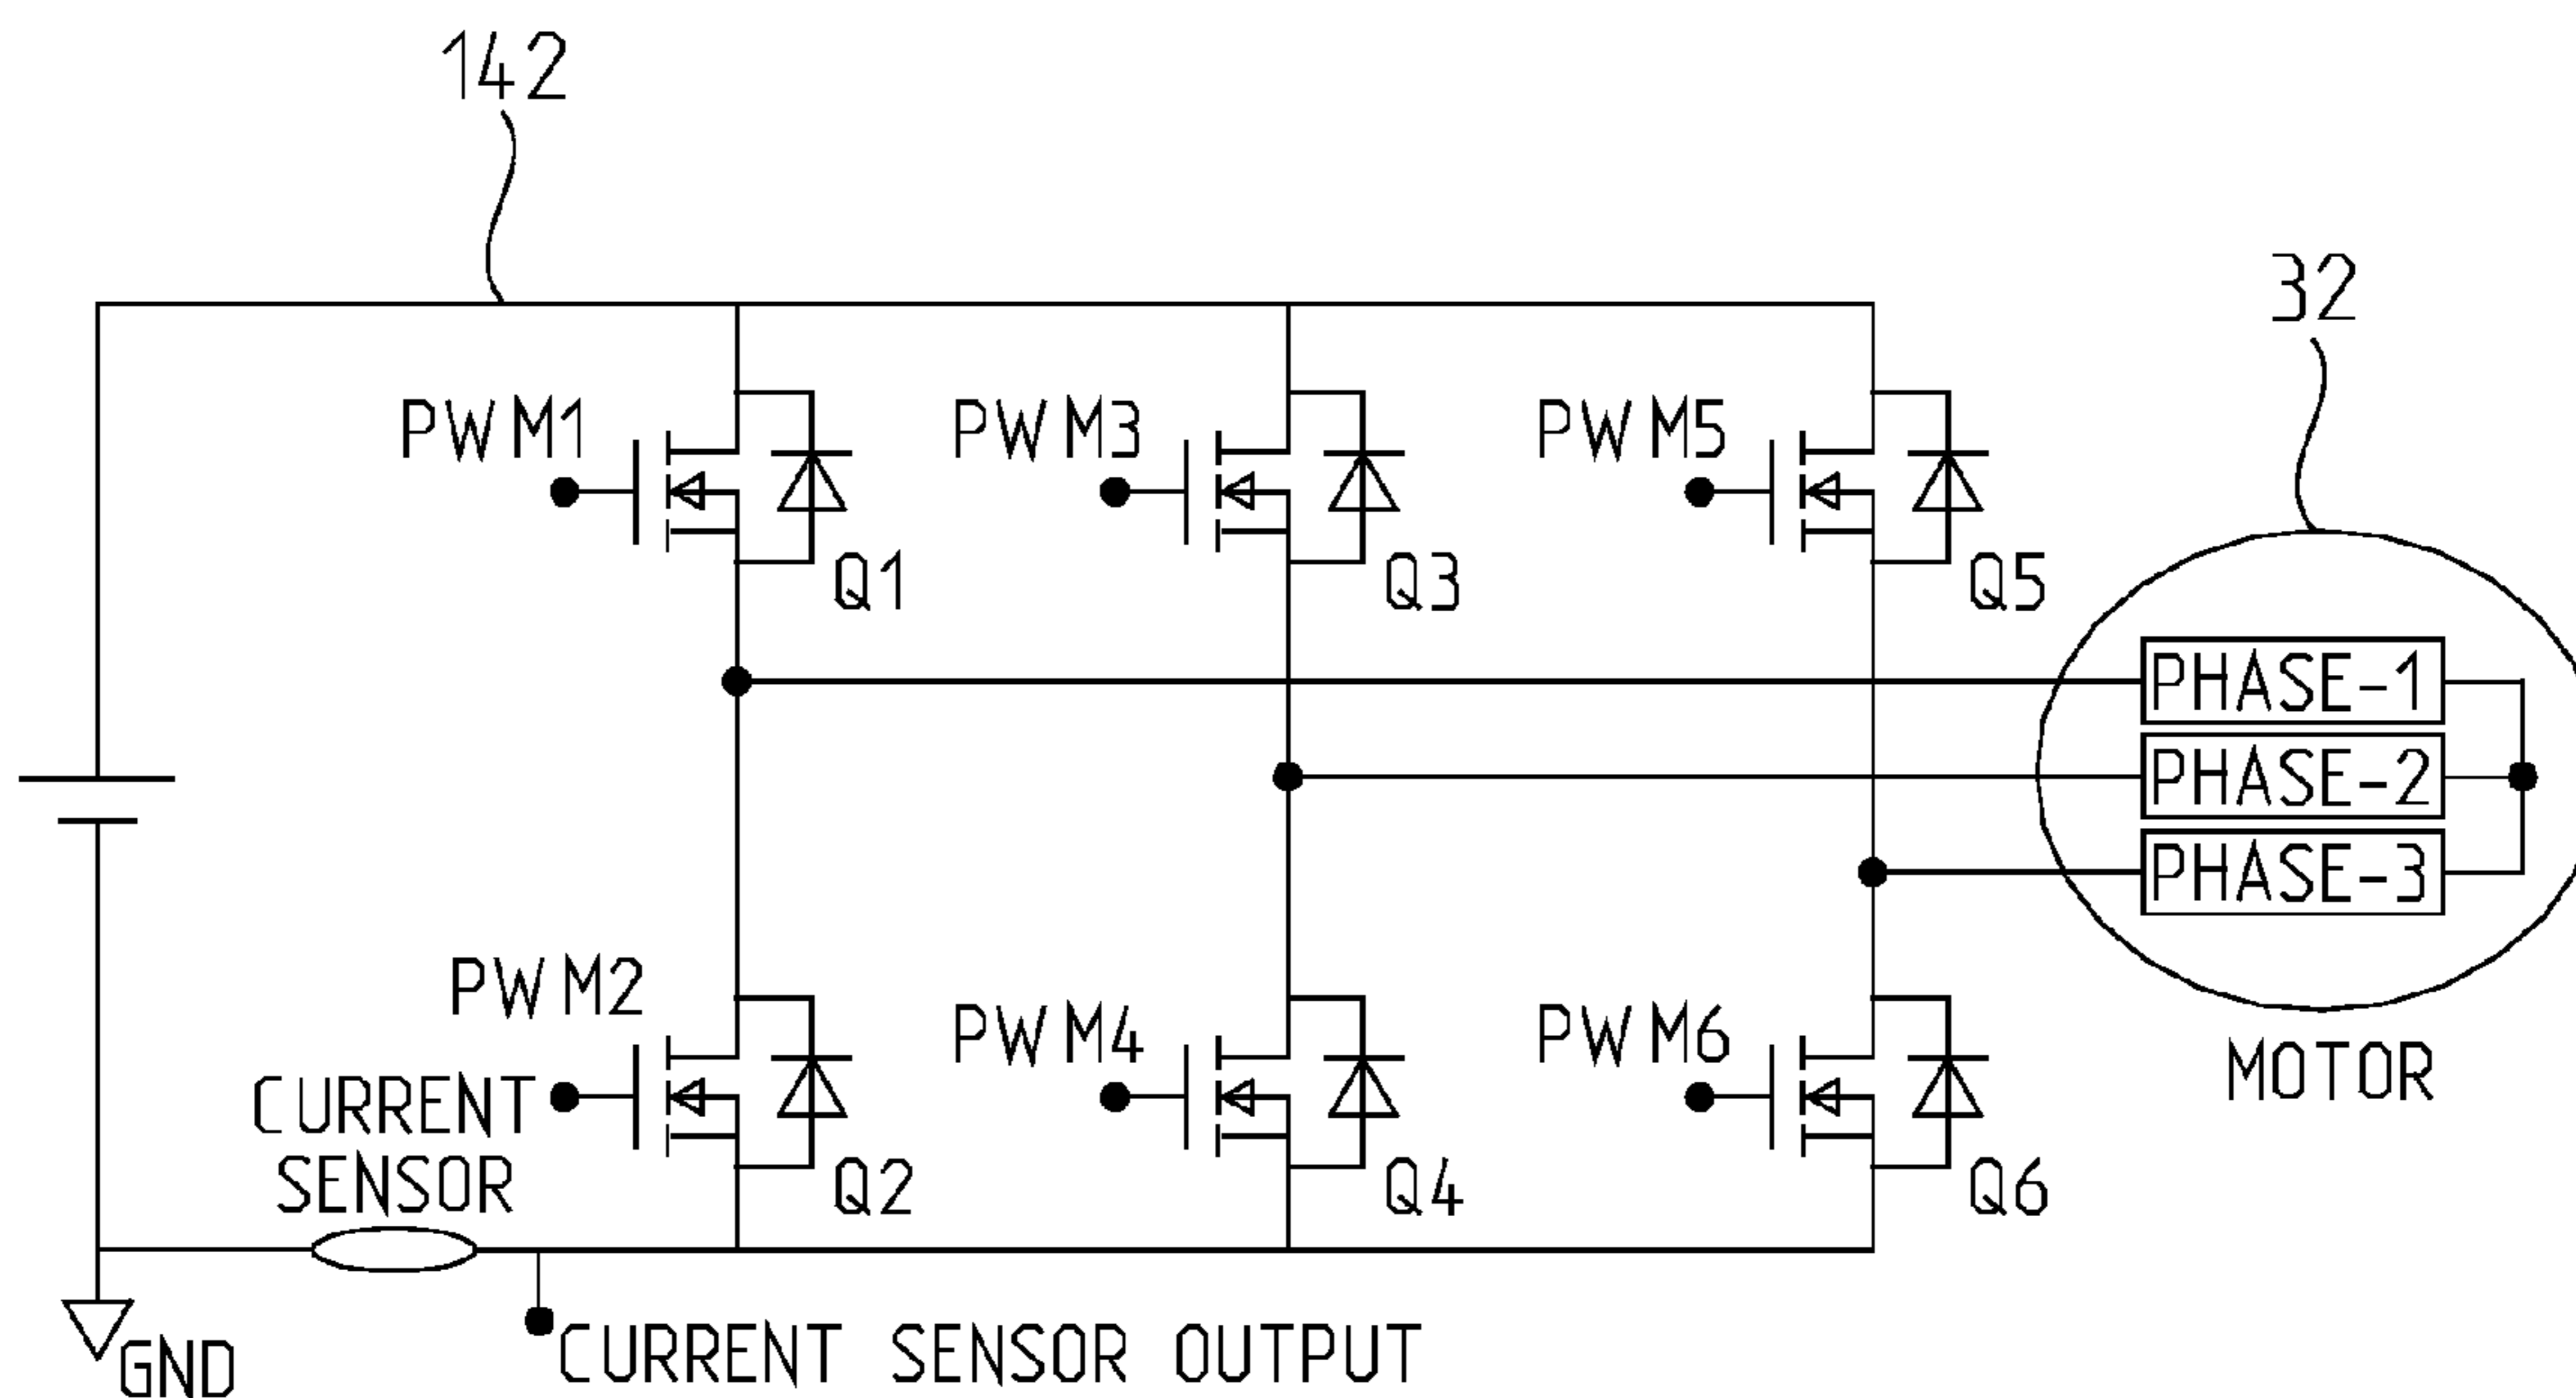 142
32
PWM1
PWM3
PWM5
Q1
Q3
Q5
PHASE-1
PHASE-2
PHASE-3
MOTOR
PWM2
PWM4
PWM6
CURRENT
SENSOR
Q2
Q4
Q6
GND
CURRENT SENSOR OUTPUT